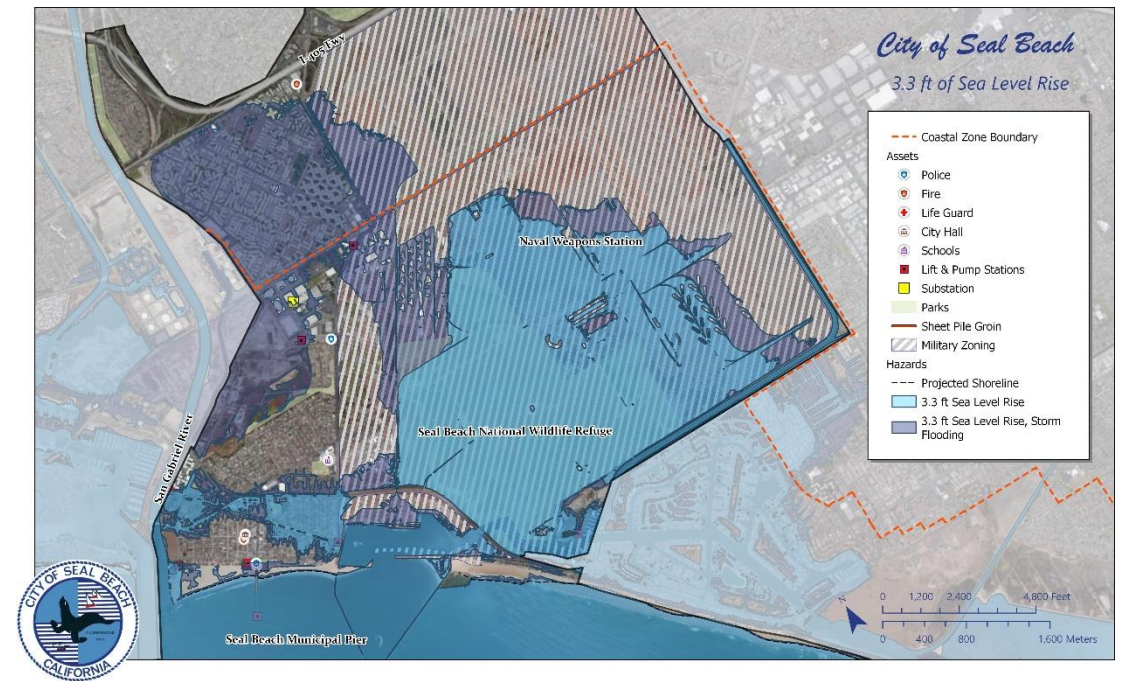 City of Seal Beach
3.3 ft of Sea Level Rise
I-405 Fwy
Coastal Zone Boundary
Assets
Police
Fire
Life Guard
City Hall
Schools
Lift & Pump Stations
Substation
Parks
Sheet Pile Groin
Military Zoning
Hazards
Projected Shoreline
3.3 ft Sea Level Rise
3.3 ft Sea Level Rise, Storm
Flooding
Naval Weapons Station
Seal Beach National Wildlife Refuge
San Gabriel River
Seal Beach Municipal Pier
N
0 1,200 2,400 4,800 Feet
0 400 800 1,600 Meters
CITY OF SEAL BEACH
CALIFORNIA